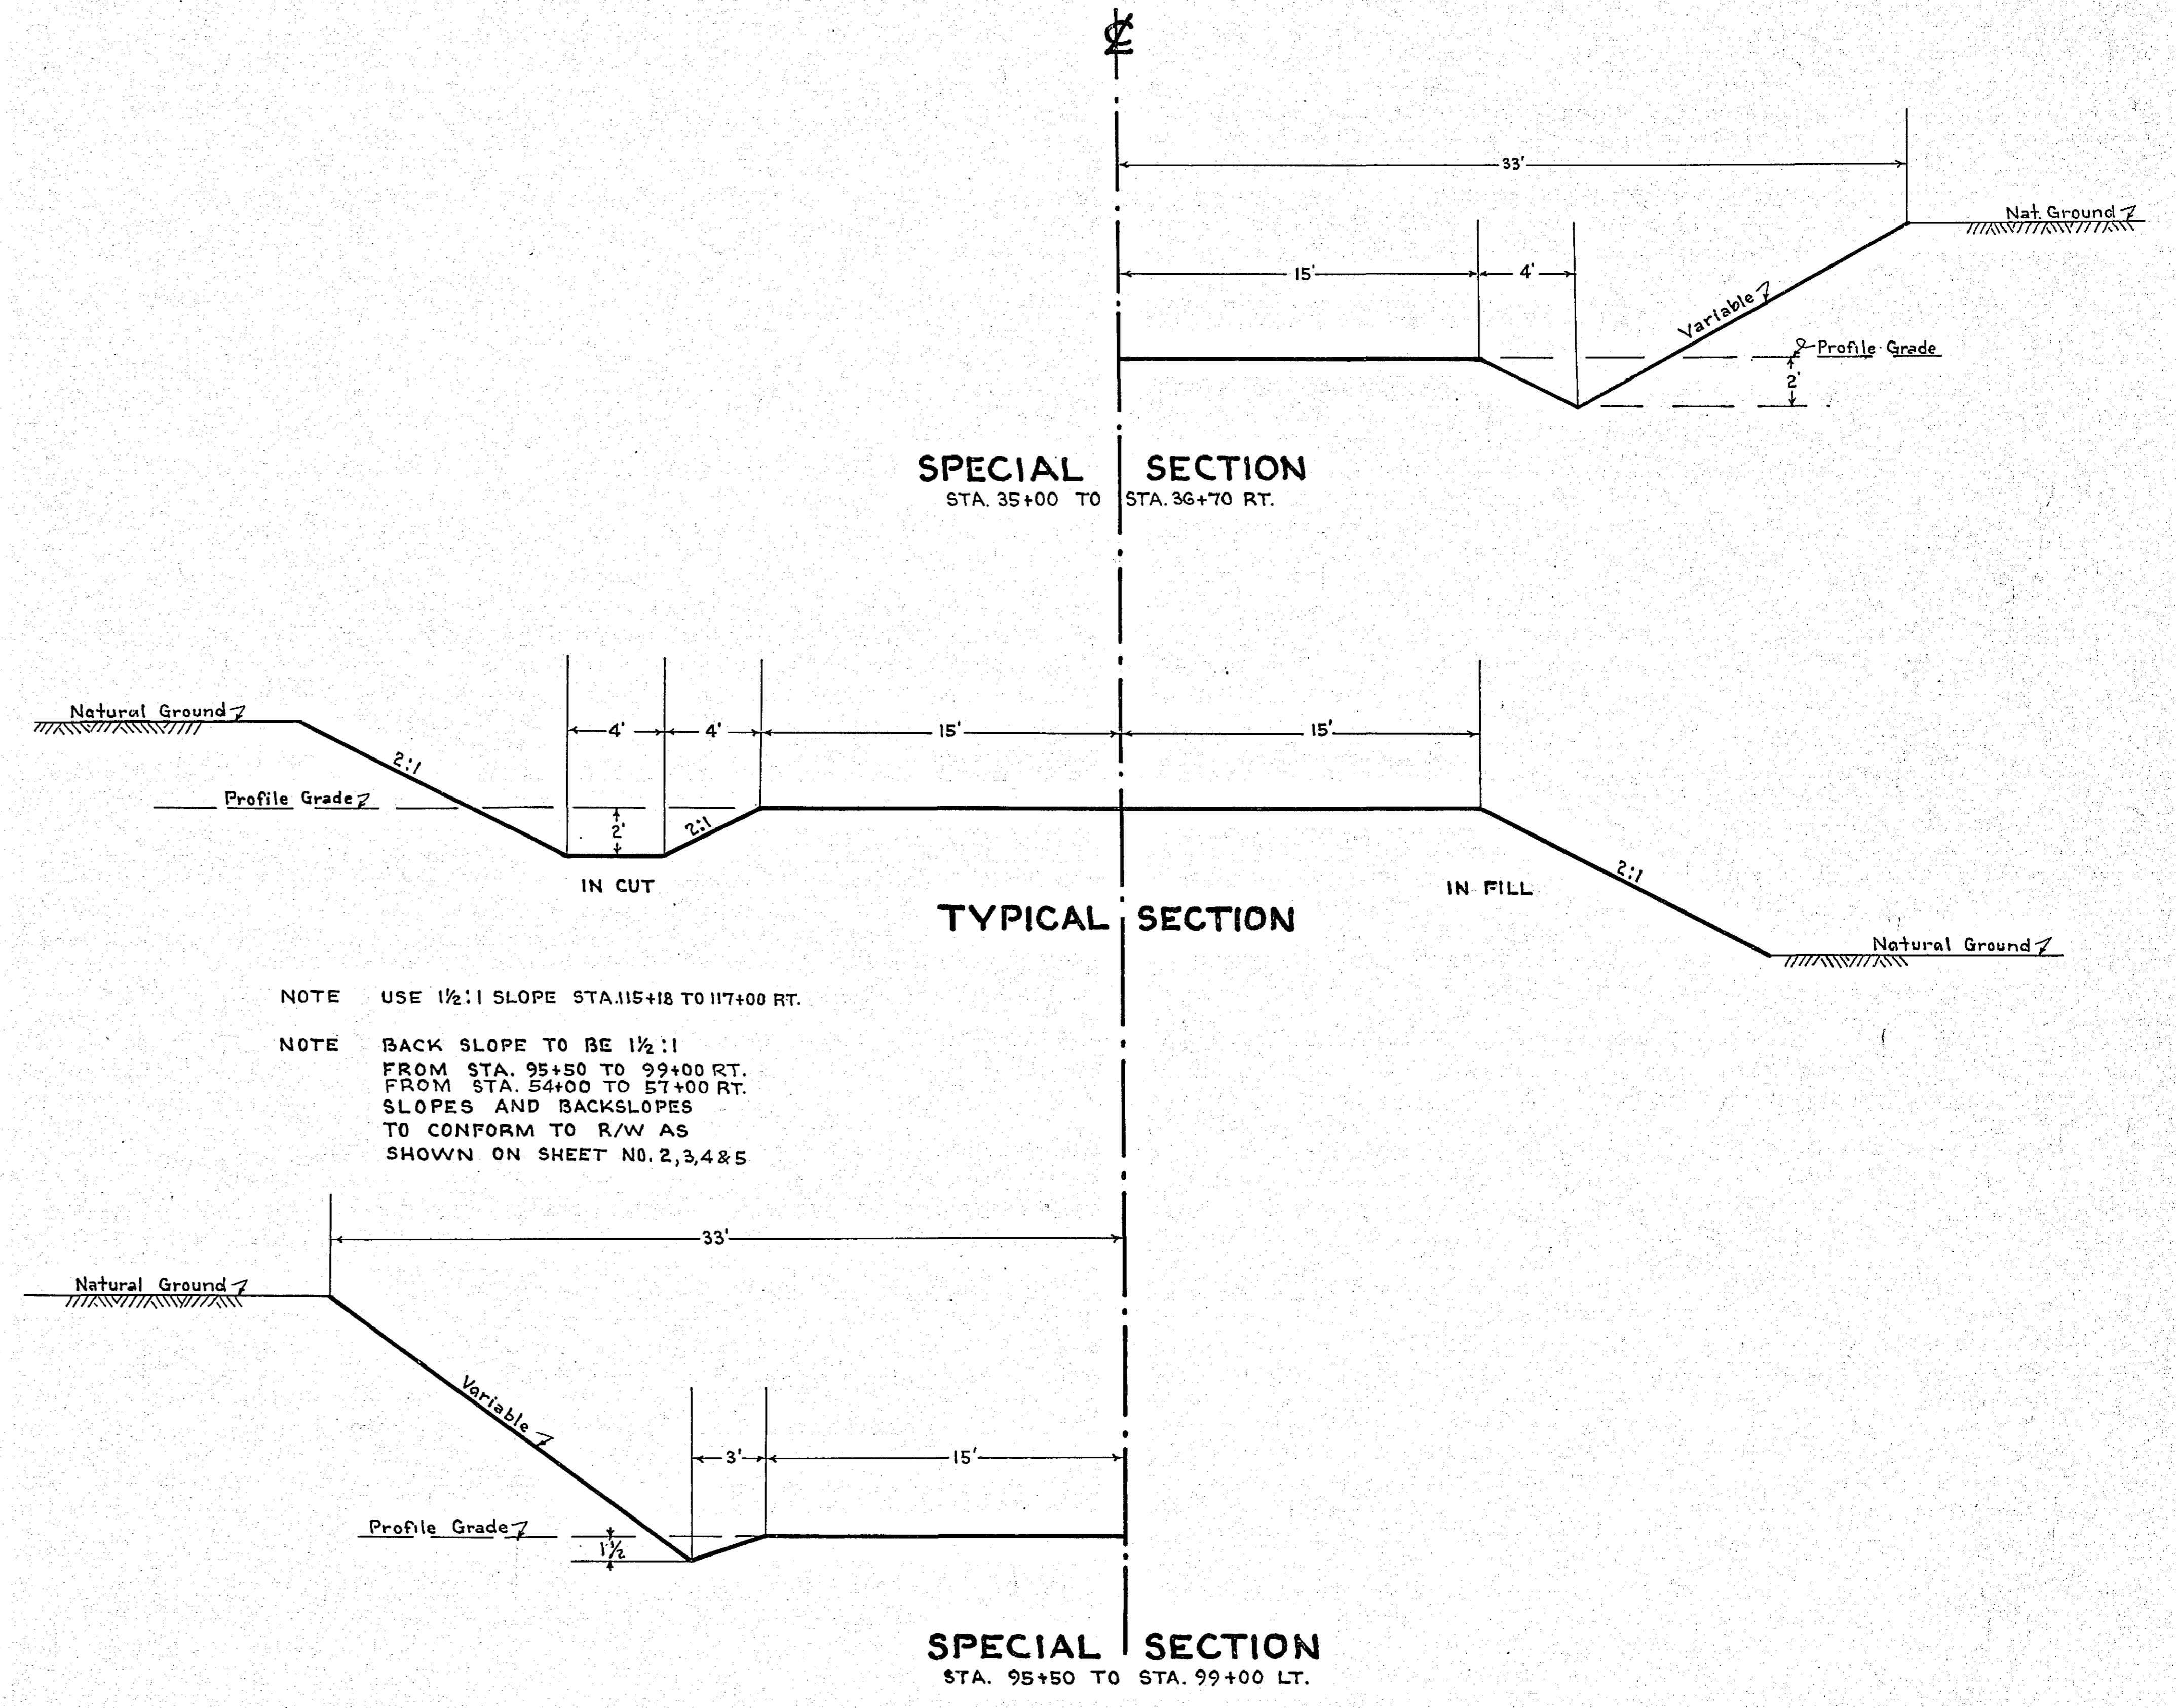 ℄
33'
Nat. Ground
15' 4'
Variable
Profile Grade
2'
SPECIAL SECTION
STA. 35+00 TO STA. 36+70 RT.
Natural Ground
4' 4' 15' 15'
2:1
Profile Grade
2'
2:1
2:1
IN CUT
IN FILL
TYPICAL SECTION
Natural Ground
NOTE USE 1½:1 SLOPE STA.115+18 TO 117+00 RT.
NOTE BACK SLOPE TO BE 1½:1
FROM STA. 95+50 TO 99+00 RT.
FROM STA. 54+00 TO 57+00 RT.
SLOPES AND BACKSLOPES
TO CONFORM TO R/W AS
SHOWN ON SHEET NO. 2,3,4&5
33'
Natural Ground
Variable
3' 15'
Profile Grade
1½
SPECIAL SECTION
STA. 95+50 TO STA. 99+00 LT.